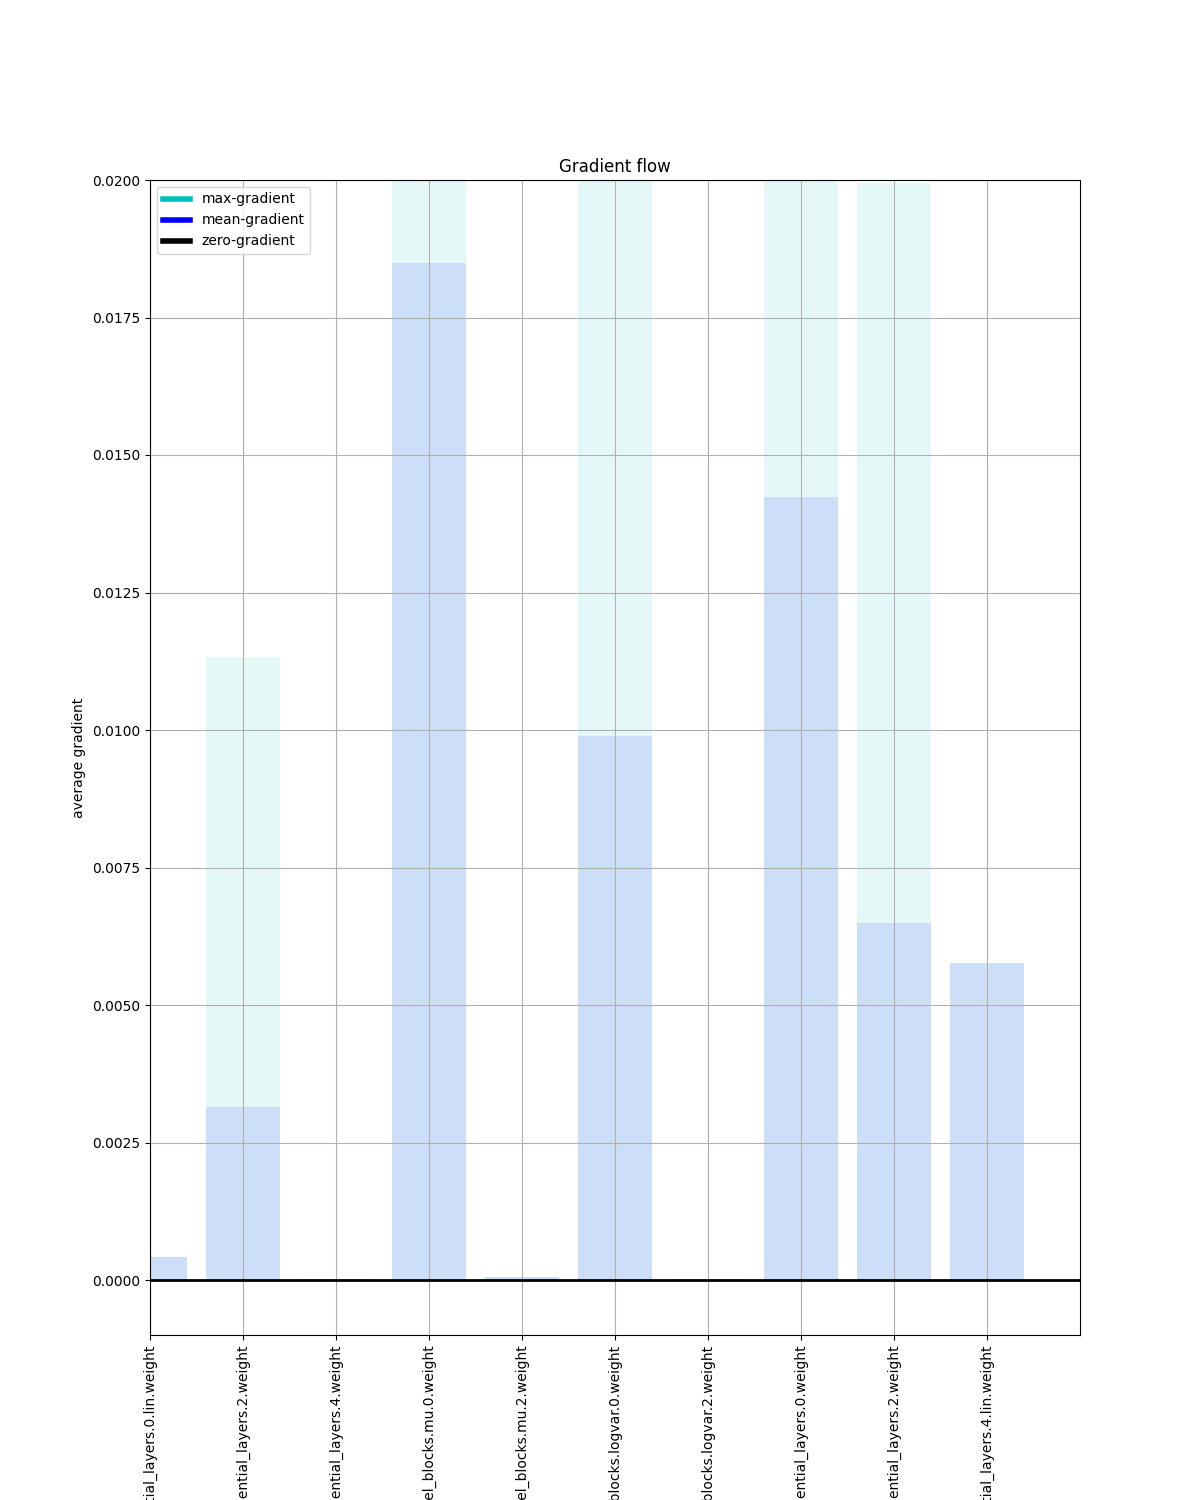 Gradient flow
max-gradient
mean-gradient
zero-gradient
0.0200
0.0175
0.0150
0.0125
0.0100
0.0075
0.0050
0.0025
0.0000
average gradient
tial_layers.0.lin.weight
ential_layers.2.weight
ential_layers.4.weight
el_blocks.mu.0.weight
el_blocks.mu.2.weight
blocks.logvar.0.weight
blocks.logvar.2.weight
ential_layers.0.weight
ential_layers.2.weight
tial_layers.4.lin.weight